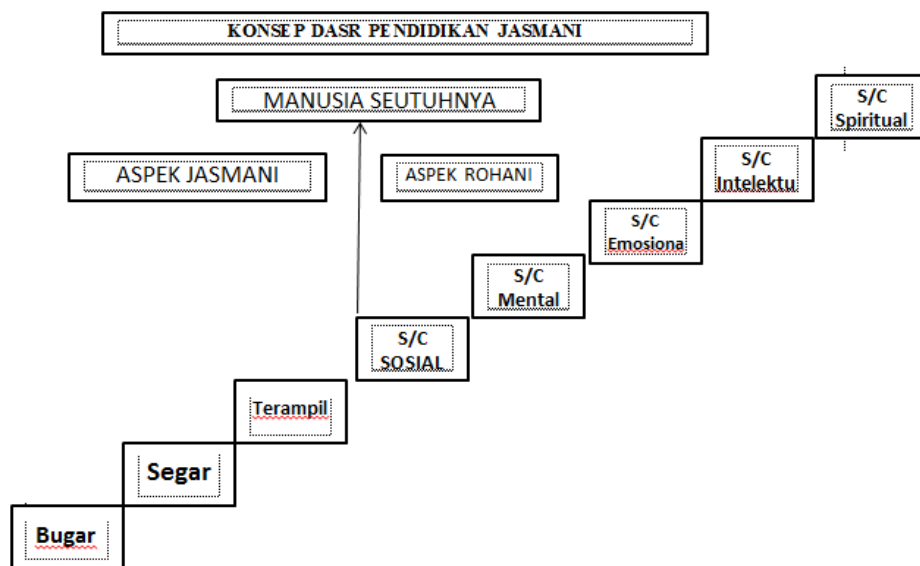 KONSEP DASR PENDIDIKAN JASMANI
MANUSIA SEUTUHNYA
ASPEK JASMANI
ASPEK ROHANI
S/C
Spiritual
S/C
Intelektu
S/C
Emosiona
S/C
Mental
S/C
SOSIAL
Terampil
Segar
Bugar